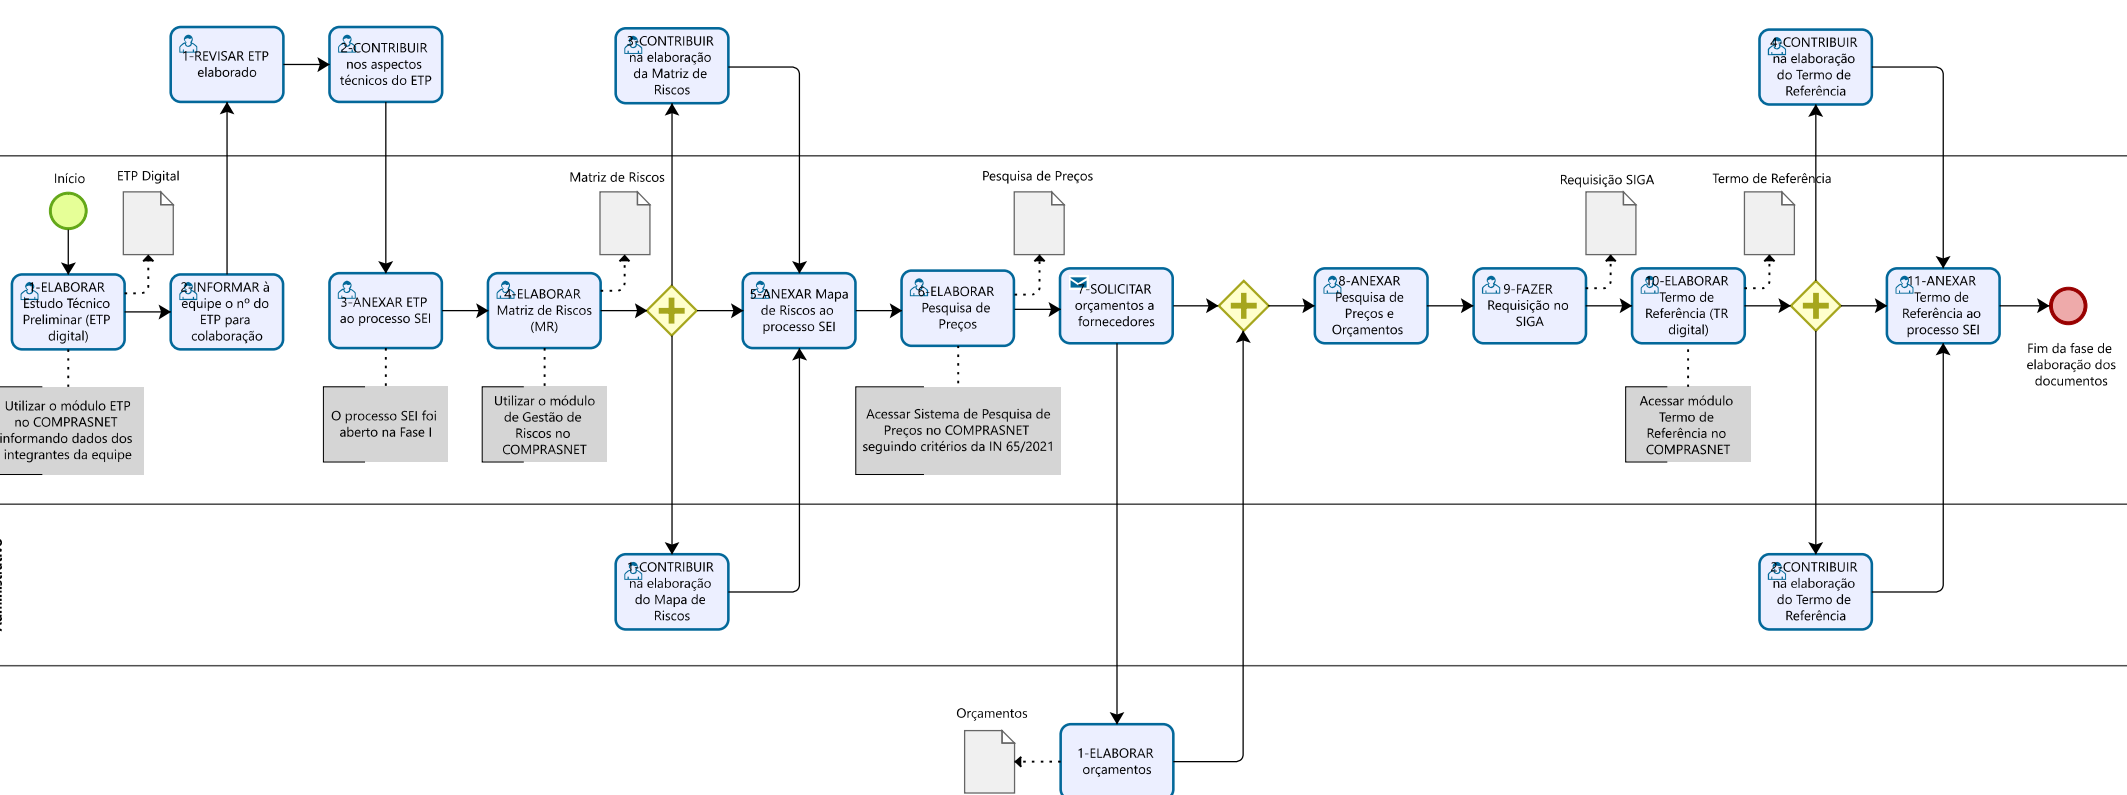 1-REVISAR ETP
elaborado
2-CONTRIBUIR
nos aspectos
técnicos do ETP
3-CONTRIBUIR
na elaboração
da Matriz de
Riscos
4-CONTRIBUIR
na elaboração
do Termo de
Referência
Início
ETP Digital
Matriz de Riscos
Pesquisa de Preços
Requisição SIGA
Termo de Referência
1-ELABORAR
Estudo Técnico
Preliminar (ETP
digital)
2-INFORMAR à
equipe o nº do
ETP para
colaboração
3-ANEXAR ETP
ao processo SEI
4-ELABORAR
Matriz de Riscos
(MR)
5-ANEXAR Mapa
de Riscos ao
processo SEI
6-ELABORAR
Pesquisa de
Preços
7-SOLICITAR
orçamentos a
fornecedores
8-ANEXAR
Pesquisa de
Preços e
Orçamentos
9-FAZER
Requisição no
SIGA
10-ELABORAR
Termo de
Referência (TR
digital)
11-ANEXAR
Termo de
Referência ao
processo SEI
Fim da fase de
elaboração dos
documentos
Utilizar o módulo ETP
no COMPRASNET
informando dados dos
integrantes da equipe
O processo SEI foi
aberto na Fase I
Utilizar o módulo
de Gestão de
Riscos no
COMPRASNET
Acessar Sistema de Pesquisa de
Preços no COMPRASNET
seguindo critérios da IN 65/2021
Acessar módulo
Termo de
Referência no
COMPRASNET
1-CONTRIBUIR
na elaboração
do Mapa de
Riscos
2-CONTRIBUIR
na elaboração
do Termo de
Referência
Orçamentos
1-ELABORAR
orçamentos